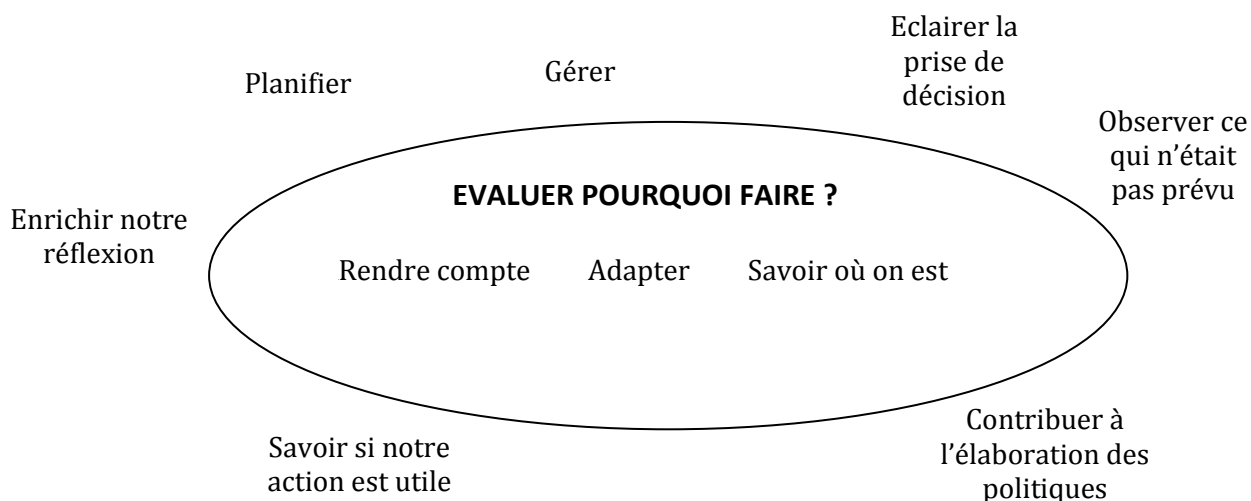 Eclairer la
prise de
décision
Gérer
Planifier
Observer ce
qui n’était
pas prévu
EVALUER POURQUOI FAIRE ?
Enrichir notre
réflexion
Rendre compte Adapter Savoir où on est
Contribuer à
l’élaboration des
politiques
Savoir si notre
action est utile